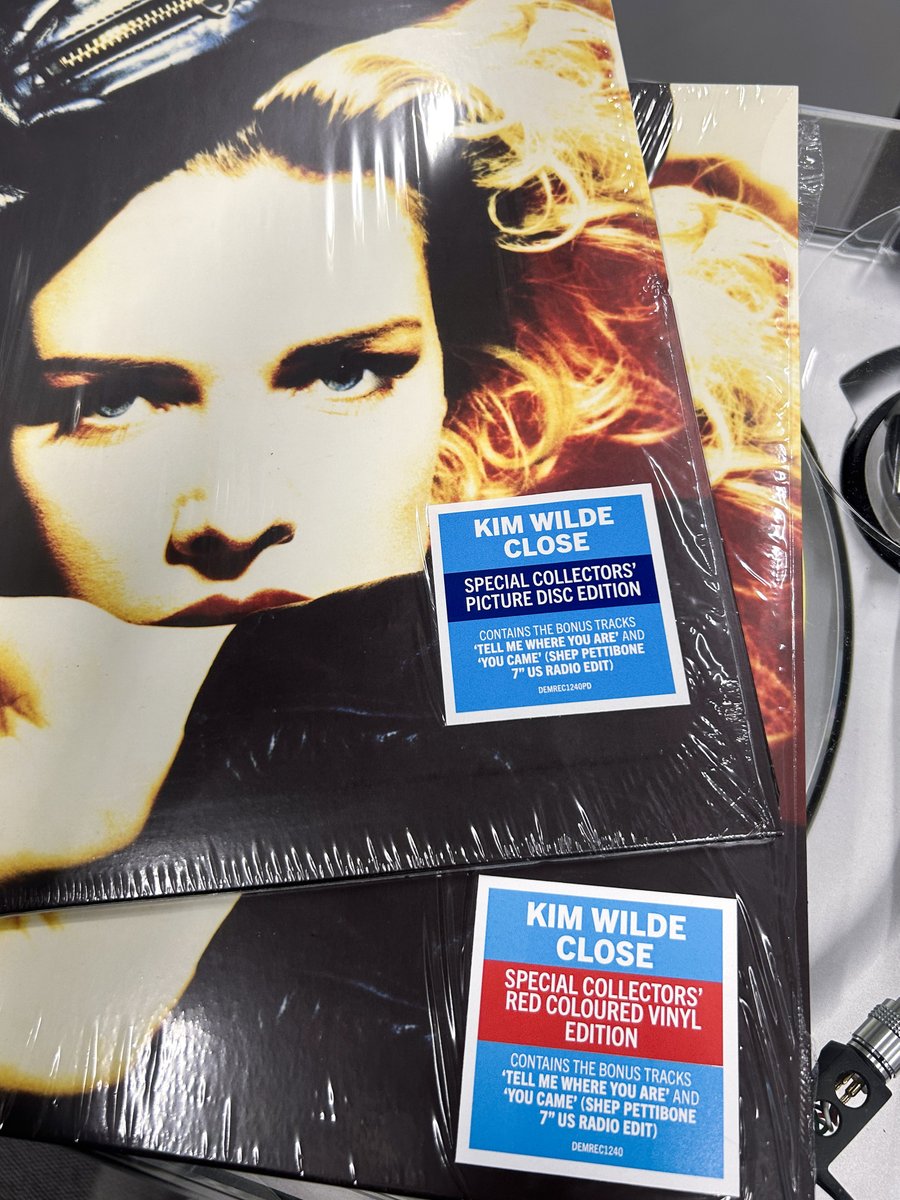 KIM WILDE
CLOSE
SPECIAL COLLECTORS'
PICTURE DISC EDITION
CONTAINS THE BONUS TRACKS
'TELL ME WHERE YOU ARE' AND
'YOU CAME' (SHEP PETTIBONE
7" US RADIO EDIT)
DEMREC1240PD
KIM WILDE
CLOSE
SPECIAL COLLECTORS'
RED COLOURED VINYL
EDITION
CONTAINS THE BONUS TRACKS
'TELL ME WHERE YOU ARE' AND
'YOU CAME' (SHEP PETTIBONE
7" US RADIO EDIT)
DEMREC1240